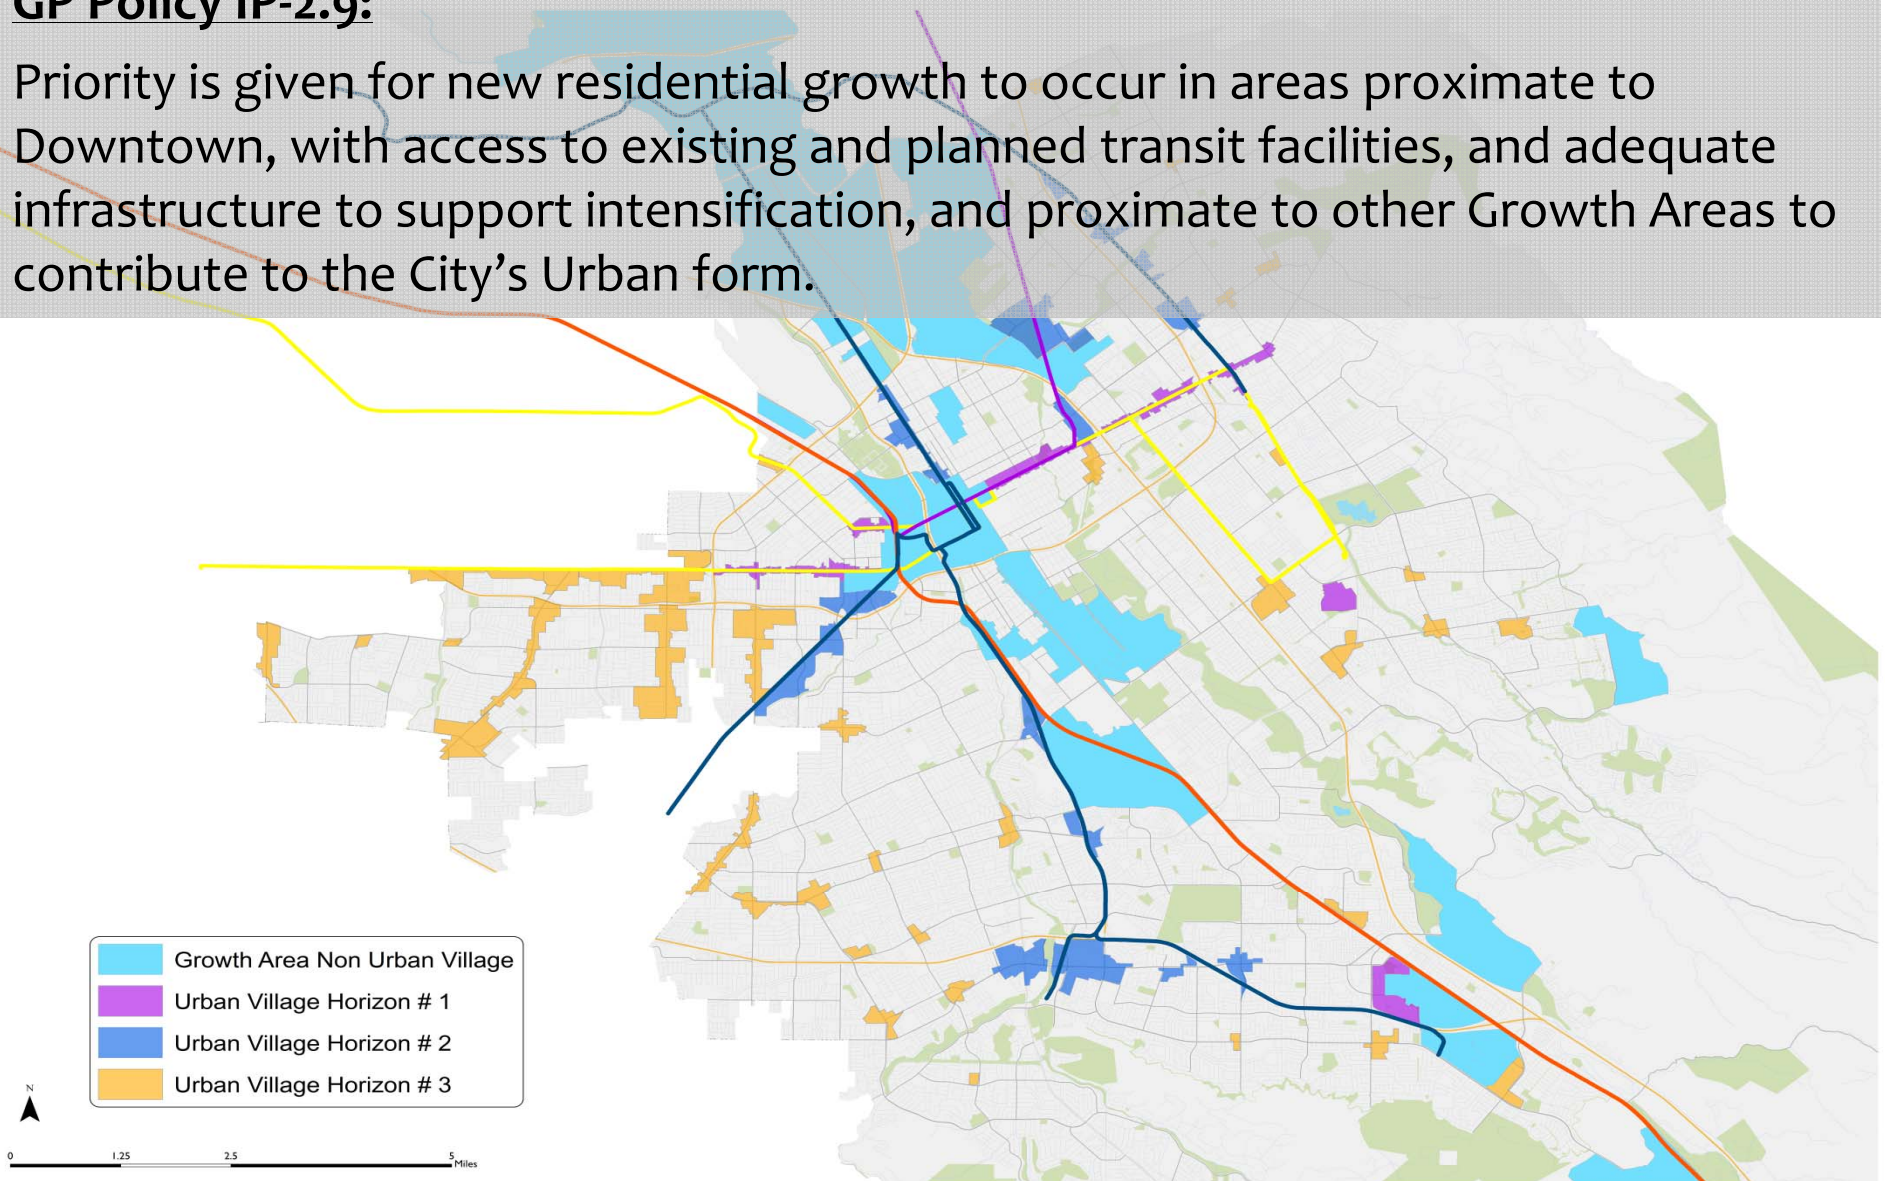 GP Policy IP-2.9:
Priority is given for new residential growth to occur in areas proximate to
Downtown, with access to existing and planned transit facilities, and adequate
infrastructure to support intensification, and proximate to other Growth Areas to
contribute to the City’s Urban form.
Growth Area Non Urban Village
Urban Village Horizon # 1
Urban Village Horizon # 2
Urban Village Horizon # 3
N
0 1.25 2.5 5
Miles